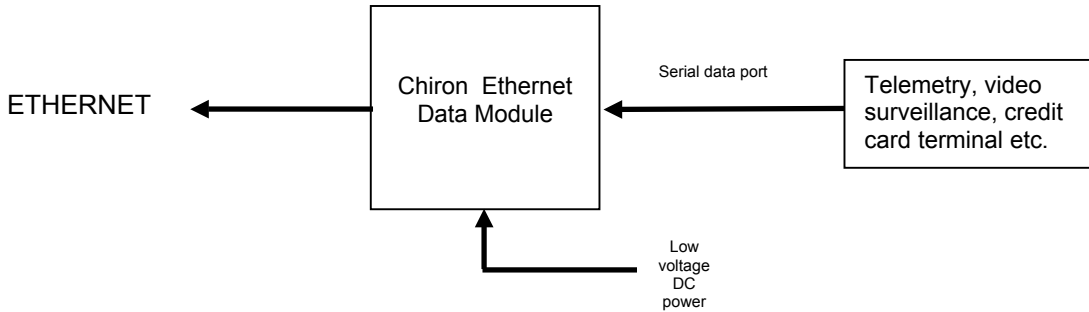 ETHERNET
Chiron Ethernet
Data Module
Serial data port
Telemetry, video
surveillance, credit
card terminal etc.
Low
voltage
DC
power